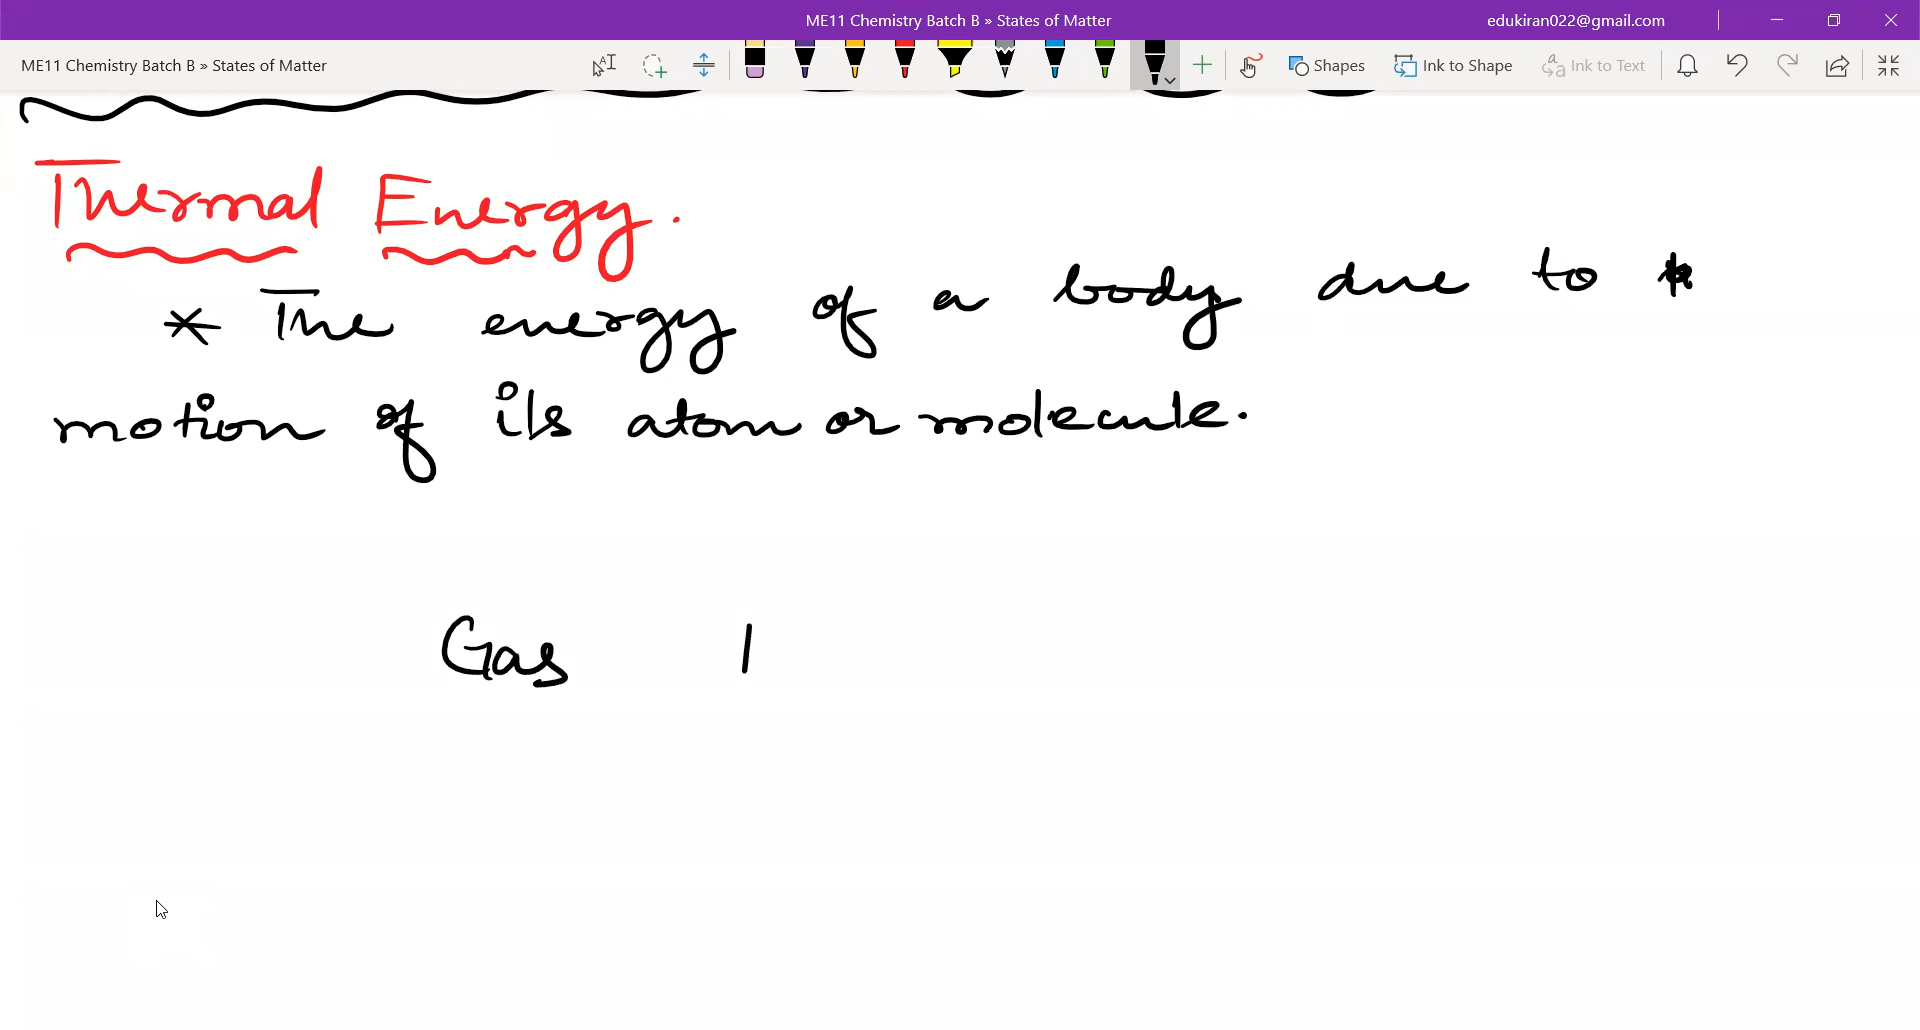 ME11 Chemistry Batch B » States of Matter
edukiran022@gmail.com
ME11 Chemistry Batch B » States of Matter
Shapes
Ink to Shape
Ink to Text
Thermal Energy.
* The energy of a body due to
motion of its atom or molecule.
Gas